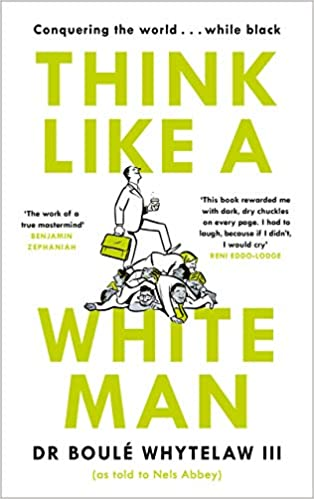 Conquering the world . . . while black
THINK
LIKE A
'The work of
a true mastermind'
BENJAMIN
ZEPHANIAH
'This book rewarded me
with dark, dry chuckles
on every page. I had to
laugh, because if I didn't,
I would cry'
RENI EDDO-LODGE
WHITE
MAN
DR BOULÉ WHYTELAW III
(as told to Nels Abbey)